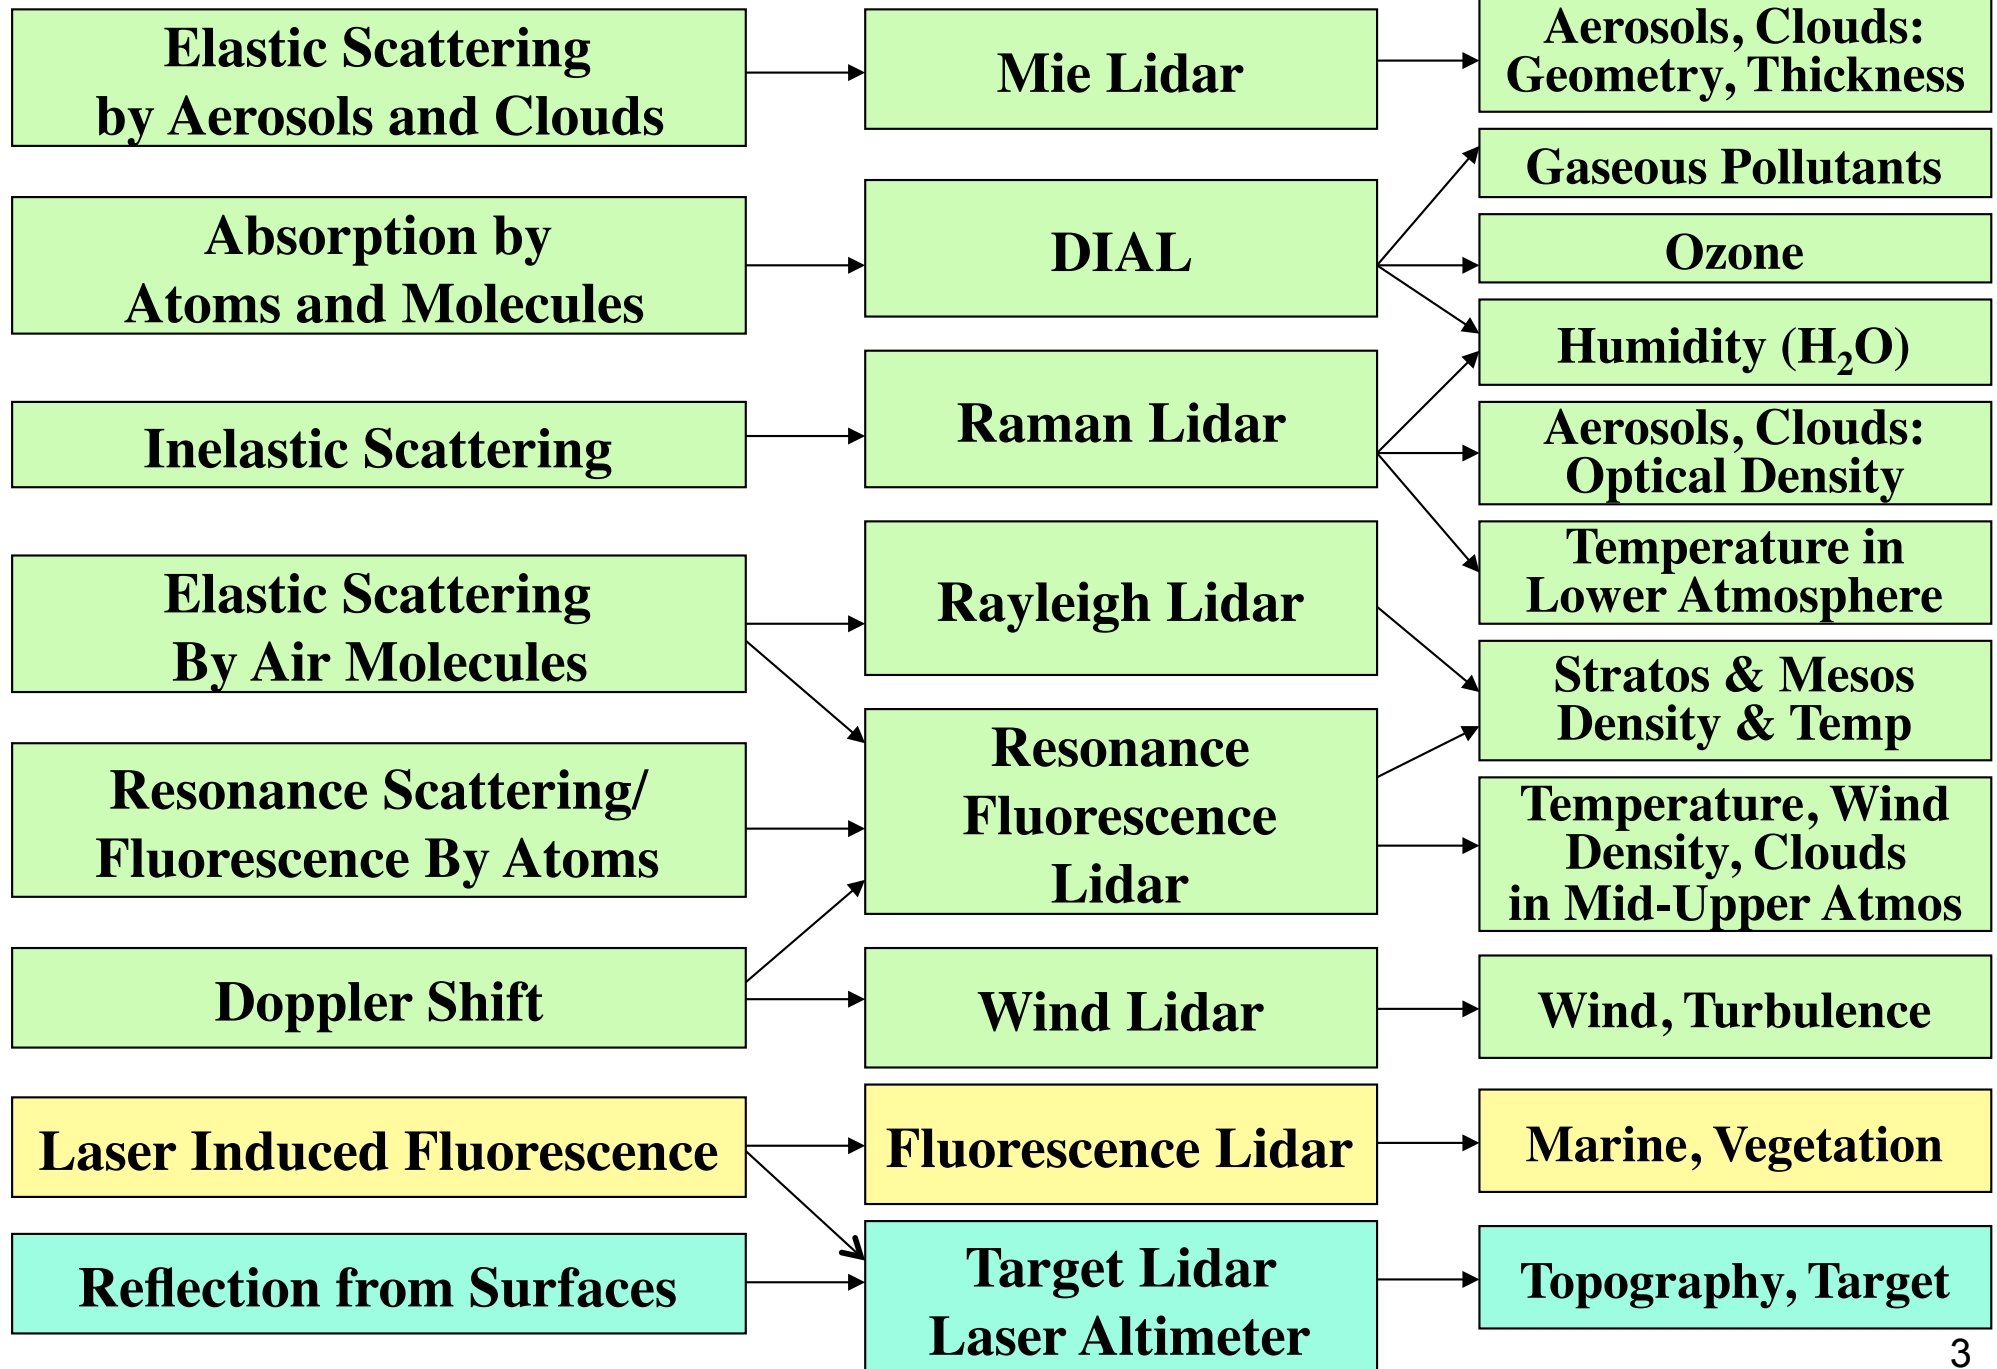 Elastic Scattering
by Aerosols and Clouds
Mie Lidar
Aerosols, Clouds:
Geometry, Thickness
Absorption by
Atoms and Molecules
DIAL
Gaseous Pollutants
Ozone
Humidity (H₂O)
Inelastic Scattering
Raman Lidar
Aerosols, Clouds:
Optical Density
Temperature in
Lower Atmosphere
Elastic Scattering
By Air Molecules
Rayleigh Lidar
Stratos & Mesos
Density & Temp
Resonance Scattering/
Fluorescence By Atoms
Resonance
Fluorescence
Lidar
Temperature, Wind
Density, Clouds
in Mid-Upper Atmos
Doppler Shift
Wind Lidar
Wind, Turbulence
Laser Induced Fluorescence
Fluorescence Lidar
Marine, Vegetation
Reflection from Surfaces
Target Lidar
Laser Altimeter
Topography, Target
3